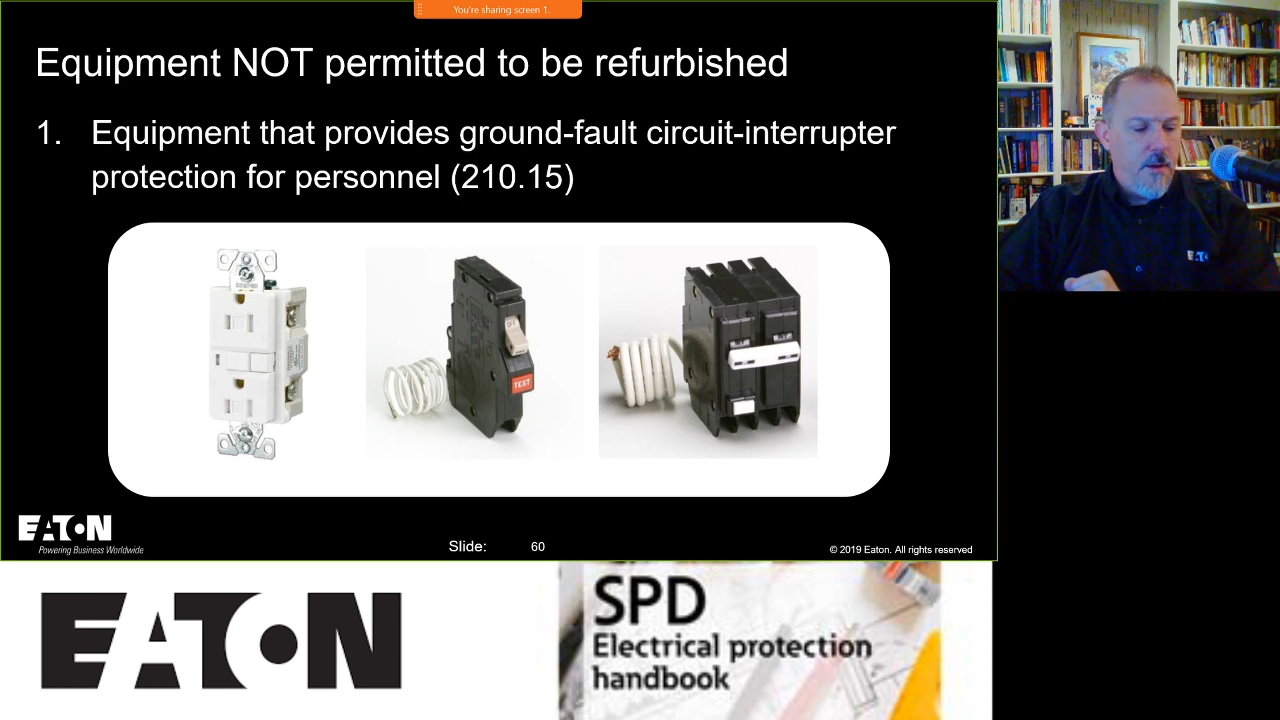 You're sharing screen 1.
Equipment NOT permitted to be refurbished
1. Equipment that provides ground-fault circuit-interrupter
protection for personnel (210.15)
TEST
EATON
Powering Business Worldwide
Slide: 60
© 2019 Eaton. All rights reserved
EATON
SPD
Electrical protection
handbook